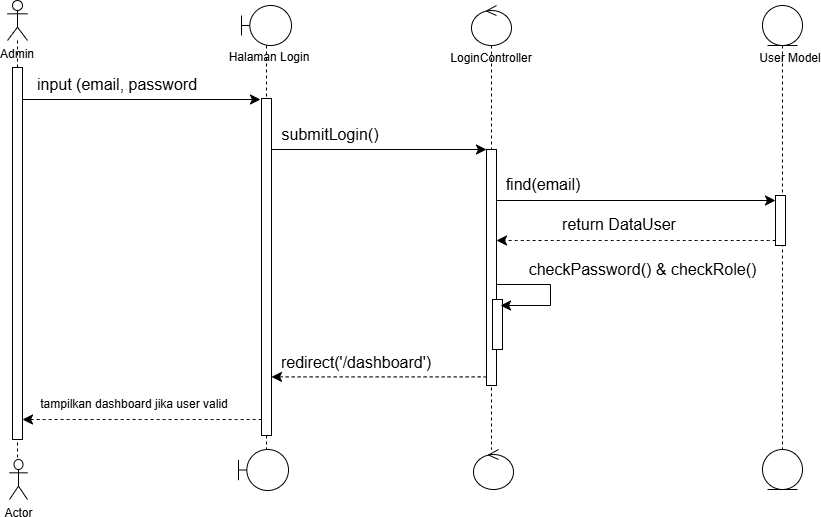 Admin
Halaman Login
LoginController
User Model
input (email, password
submitLogin()
find(email)
return DataUser
checkPassword() & checkRole()
redirect('/dashboard')
tampilkan dashboard jika user valid
Actor